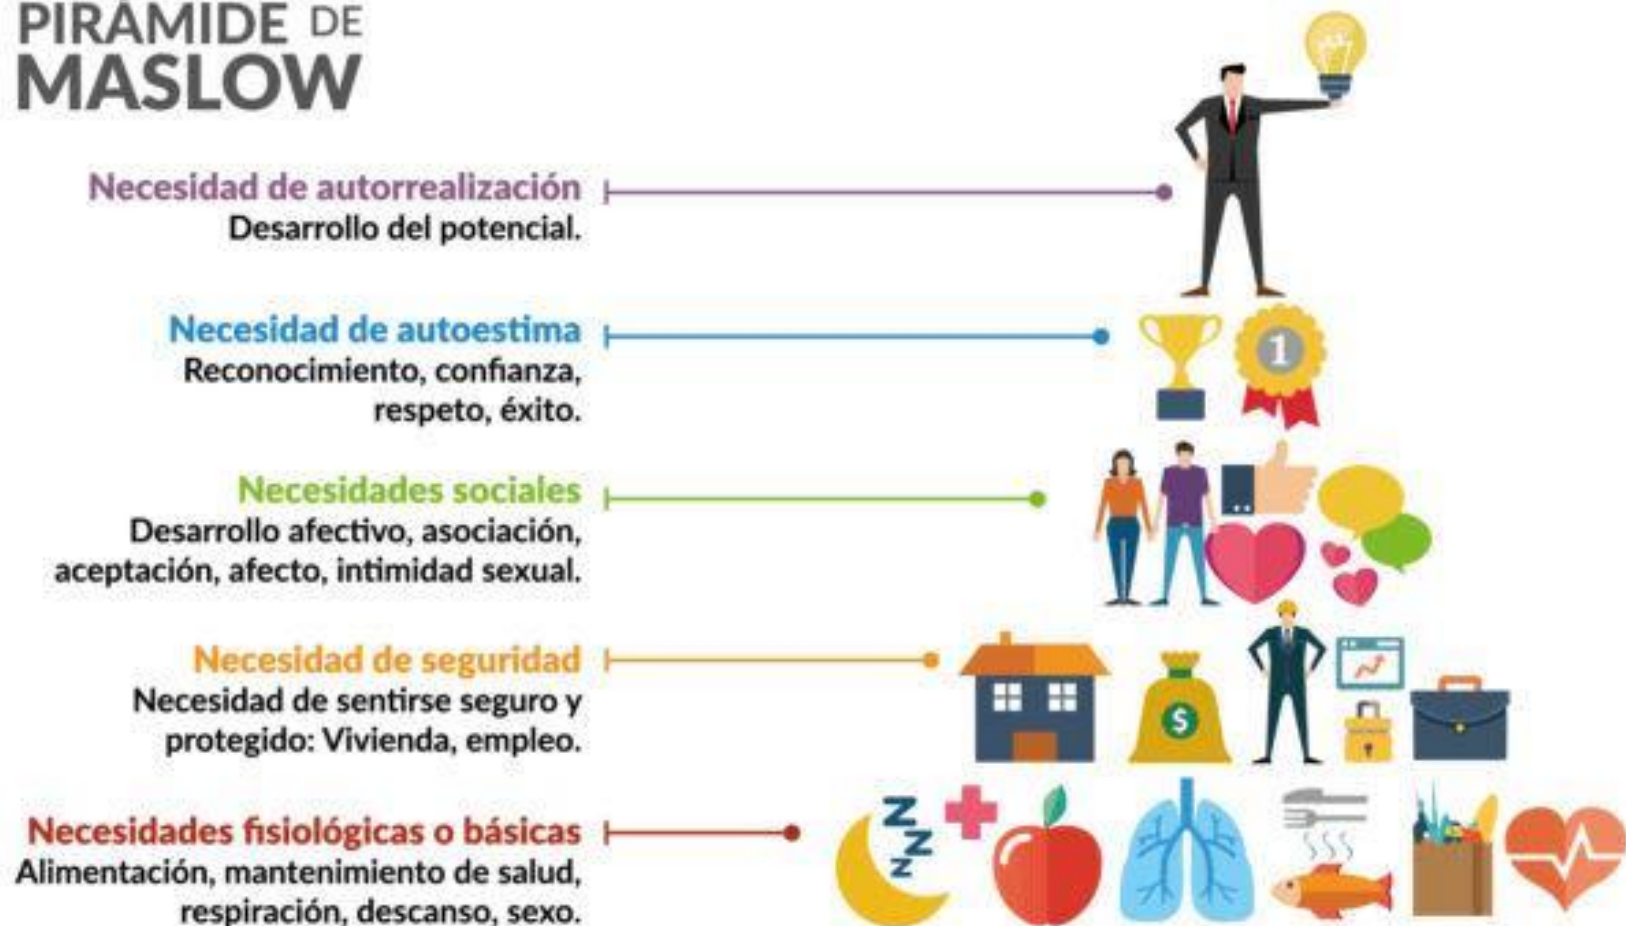 PIRÁMIDE DE
MASLOW
Necesidad de autorrealización
Desarrollo del potencial.
Necesidad de autoestima
Reconocimiento, confianza,
respeto, éxito.
1
Necesidades sociales
Desarrollo afectivo, asociación,
aceptación, afecto, intimidad sexual.
Necesidad de seguridad
Necesidad de sentirse seguro y
protegido: Vivienda, empleo.
$
Necesidades fisiológicas o básicas
Alimentación, mantenimiento de salud,
respiración, descanso, sexo.
Z
Z
Z